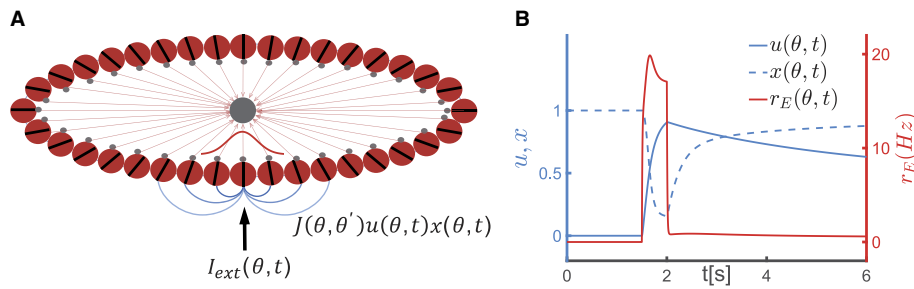 A
J(θ,θ′)u(θ,t)x(θ,t)
I_ext(θ,t)
B
u(θ,t)
x(θ,t)
r_E(θ,t)
u, x
1
0.5
0
0
2
4
6
t[s]
20
10
0
r_E(Hz)